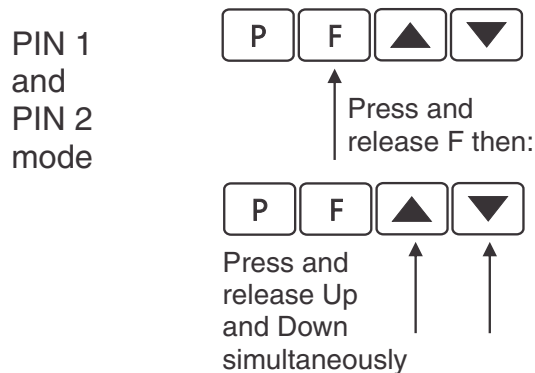 PIN 1
and
PIN 2
mode
P F
Press and
release F then:
P F
Press and
release Up
and Down
simultaneously